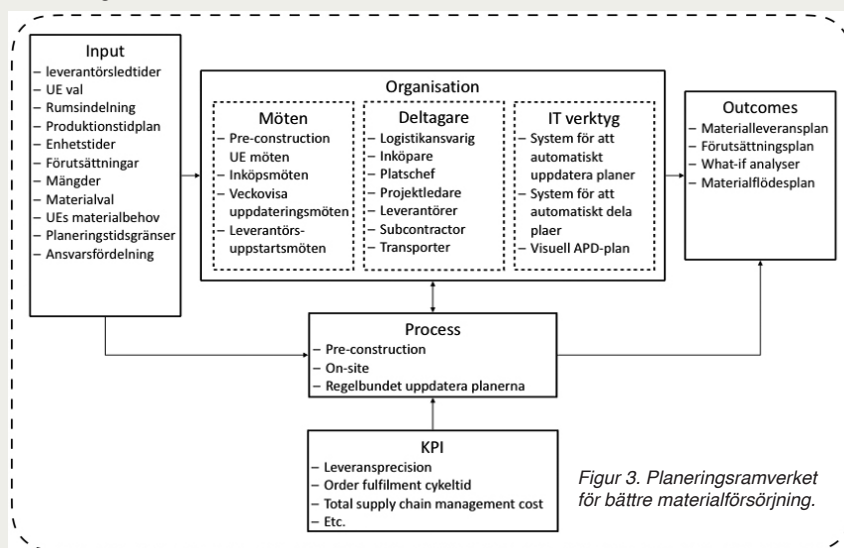 Input
– leverantörsledtider
– UE val
– Rumsindelning
– Produktionstidplan
– Enhetstider
– Förutsättningar
– Mängder
– Materialval
– UEs materialbehov
– Planeringstidsgränser
– Ansvarsfördelning
Organisation
Möten
– Pre-construction
UE möten
– Inköpsmöten
– Veckovisa
uppdateringsmöten
– Leverantörs-
uppstartsmöten
Deltagare
– Logistikansvarig
– Inköpare
– Platschef
– Projektledare
– Leverantörer
– Subcontractor
– Transporter
IT verktyg
– System för att
automatiskt
uppdatera planer
– System för att
automatiskt dela
plaer
– Visuell APD-plan
Outcomes
– Materialleveransplan
– Förutsättningsplan
– What-if analyser
– Materialflödesplan
Process
– Pre-construction
– On-site
– Regelbundet uppdatera planerna
KPI
– Leveransprecision
– Order fulfilment cykeltid
– Total supply chain management cost
– Etc.
Figur 3. Planeringsramverket
för bättre materialförsörjning.